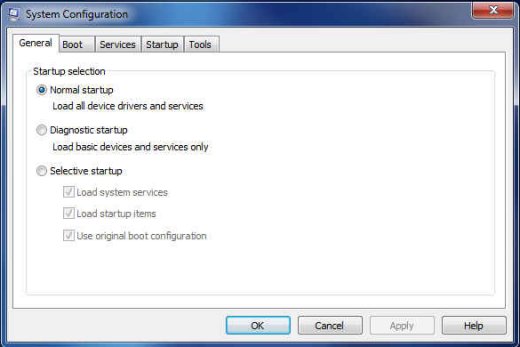 System Configuration
General Boot Services Startup Tools
Startup selection
Normal startup
Load all device drivers and services
Diagnostic startup
Load basic devices and services only
Selective startup
Load system services
Load startup items
Use original boot configuration
OK Cancel Apply Help